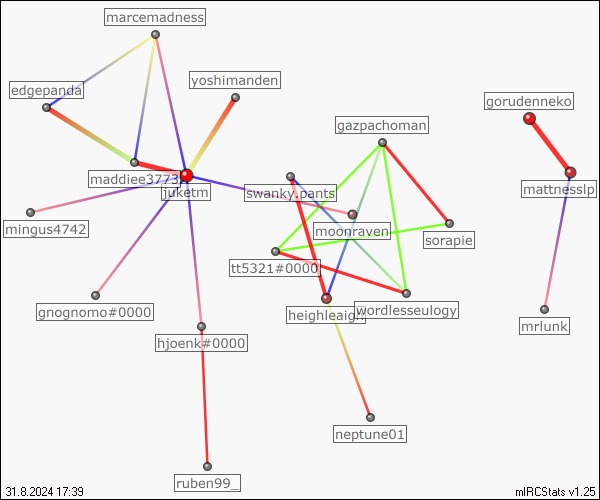 marcemadness
edgepanda
yoshimanden
gorudenneko
gazpachoman
maddiee3773
juketm
swanky.pants
mattnesslp
mingus4742
moonraven
sorapie
tt5321#0000
gnognomo#0000
heighleaigh
wordlesseulogy
mrlunk
hjoenk#0000
neptune01
ruben99_
31.8.2024 17:39
mIRCStats v1.25